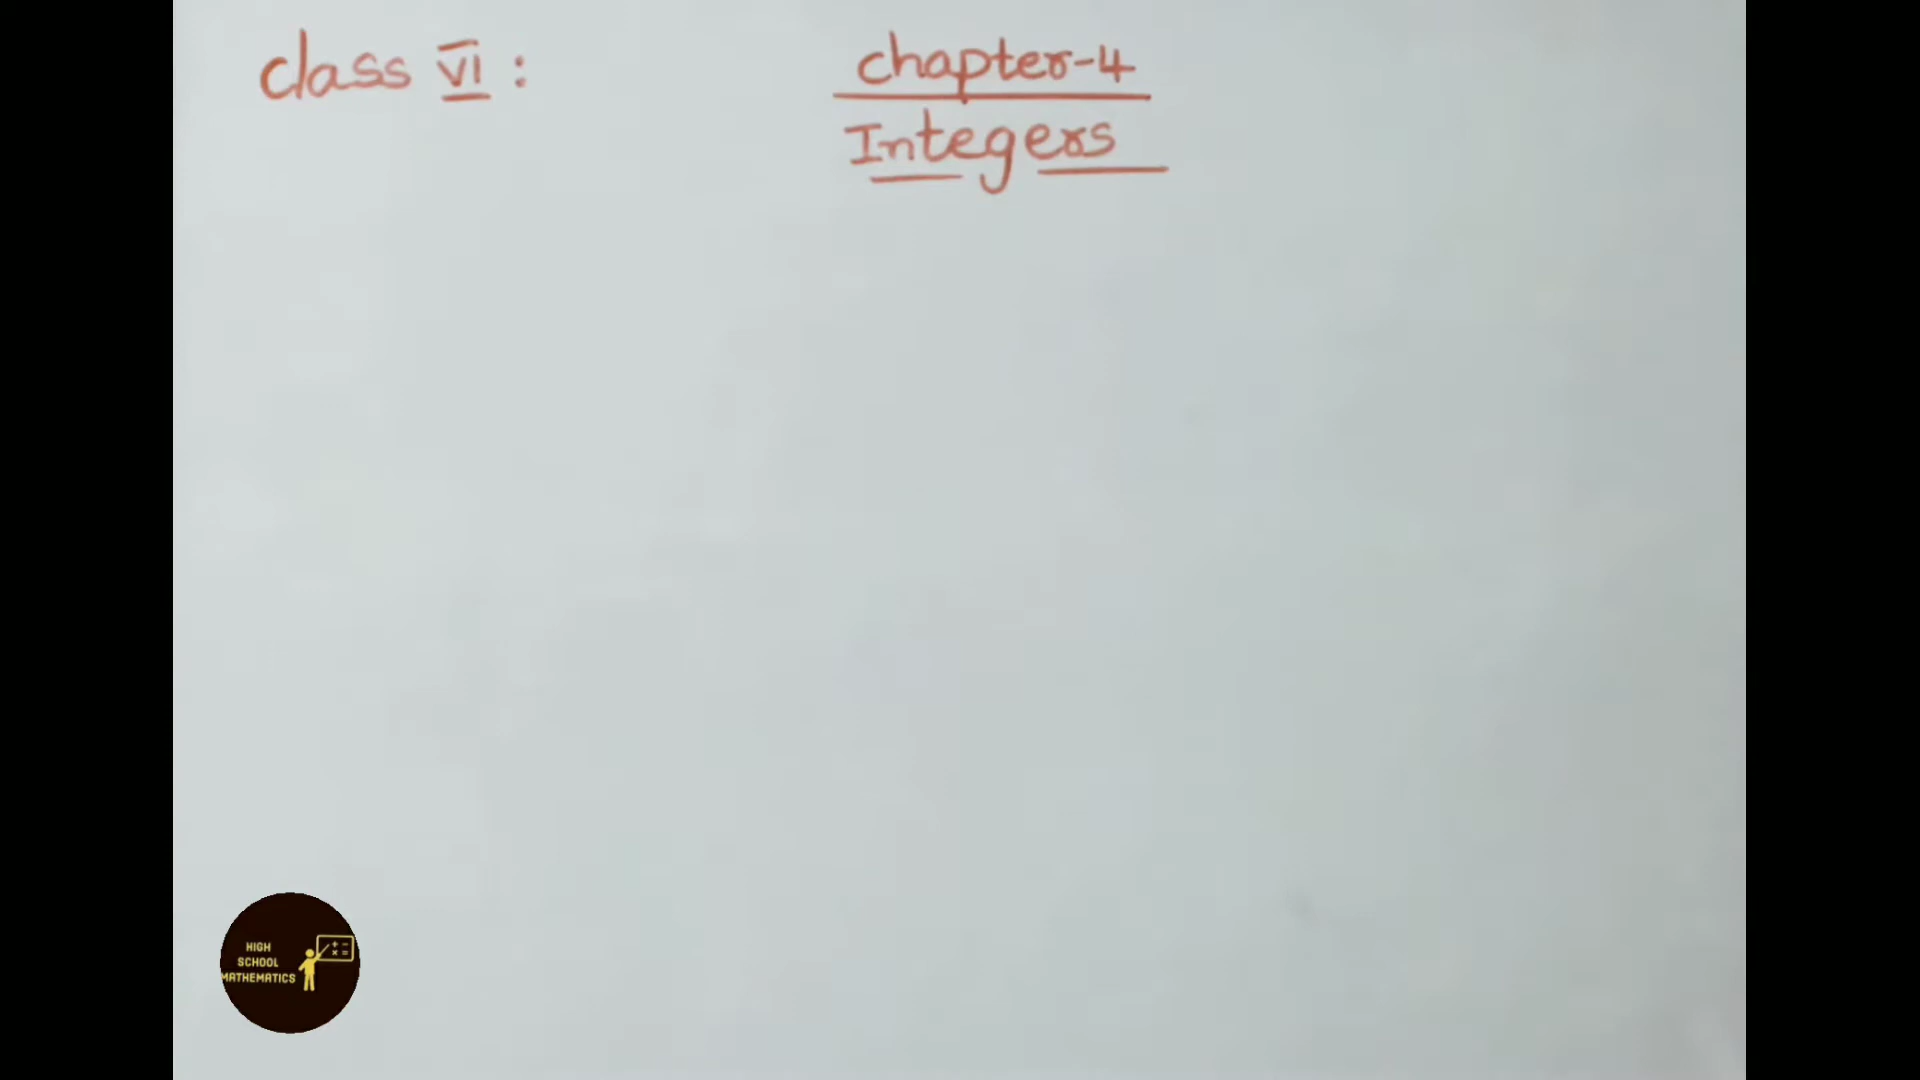 class VI :
chapter-4
Integers
HIGH
SCHOOL
MATHEMATICS